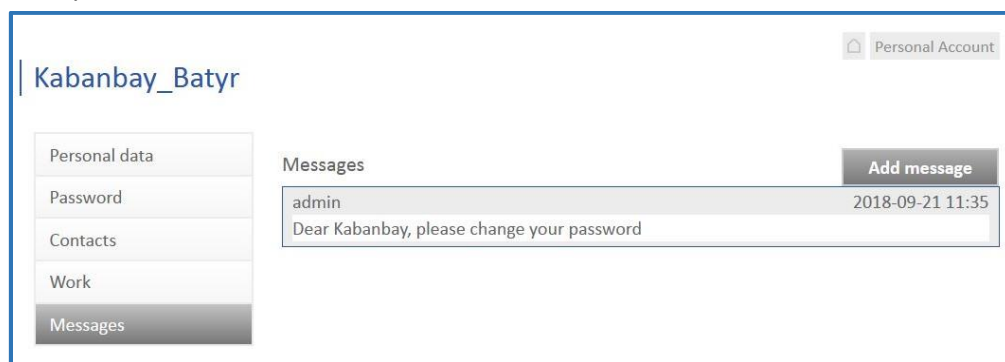 Personal Account
Kabanbay_Batyr
Personal data
Password
Contacts
Work
Messages
Messages
Add message
admin 2018-09-21 11:35
Dear Kabanbay, please change your password